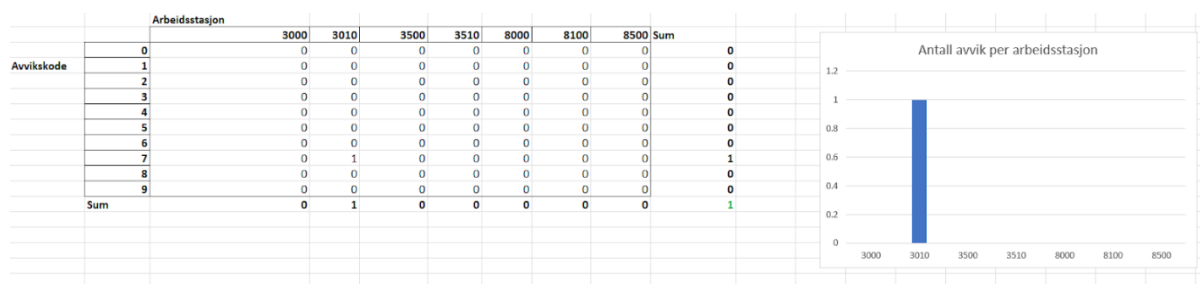 Arbeidsstasjon
3000 3010 3500 3510 8000 8100 8500 Sum
0 0 0 0 0 0 0 0 0
Avvikskode 1 0 0 0 0 0 0 0 0
2 0 0 0 0 0 0 0 0
3 0 0 0 0 0 0 0 0
4 0 0 0 0 0 0 0 0
5 0 0 0 0 0 0 0 0
6 0 0 0 0 0 0 0 0
7 0 1 0 0 0 0 0 1
8 0 0 0 0 0 0 0 0
9 0 0 0 0 0 0 0 0
Sum 0 1 0 0 0 0 0 1
Antall avvik per arbeidsstasjon
1.2
1
0.8
0.6
0.4
0.2
0
3000 3010 3500 3510 8000 8100 8500